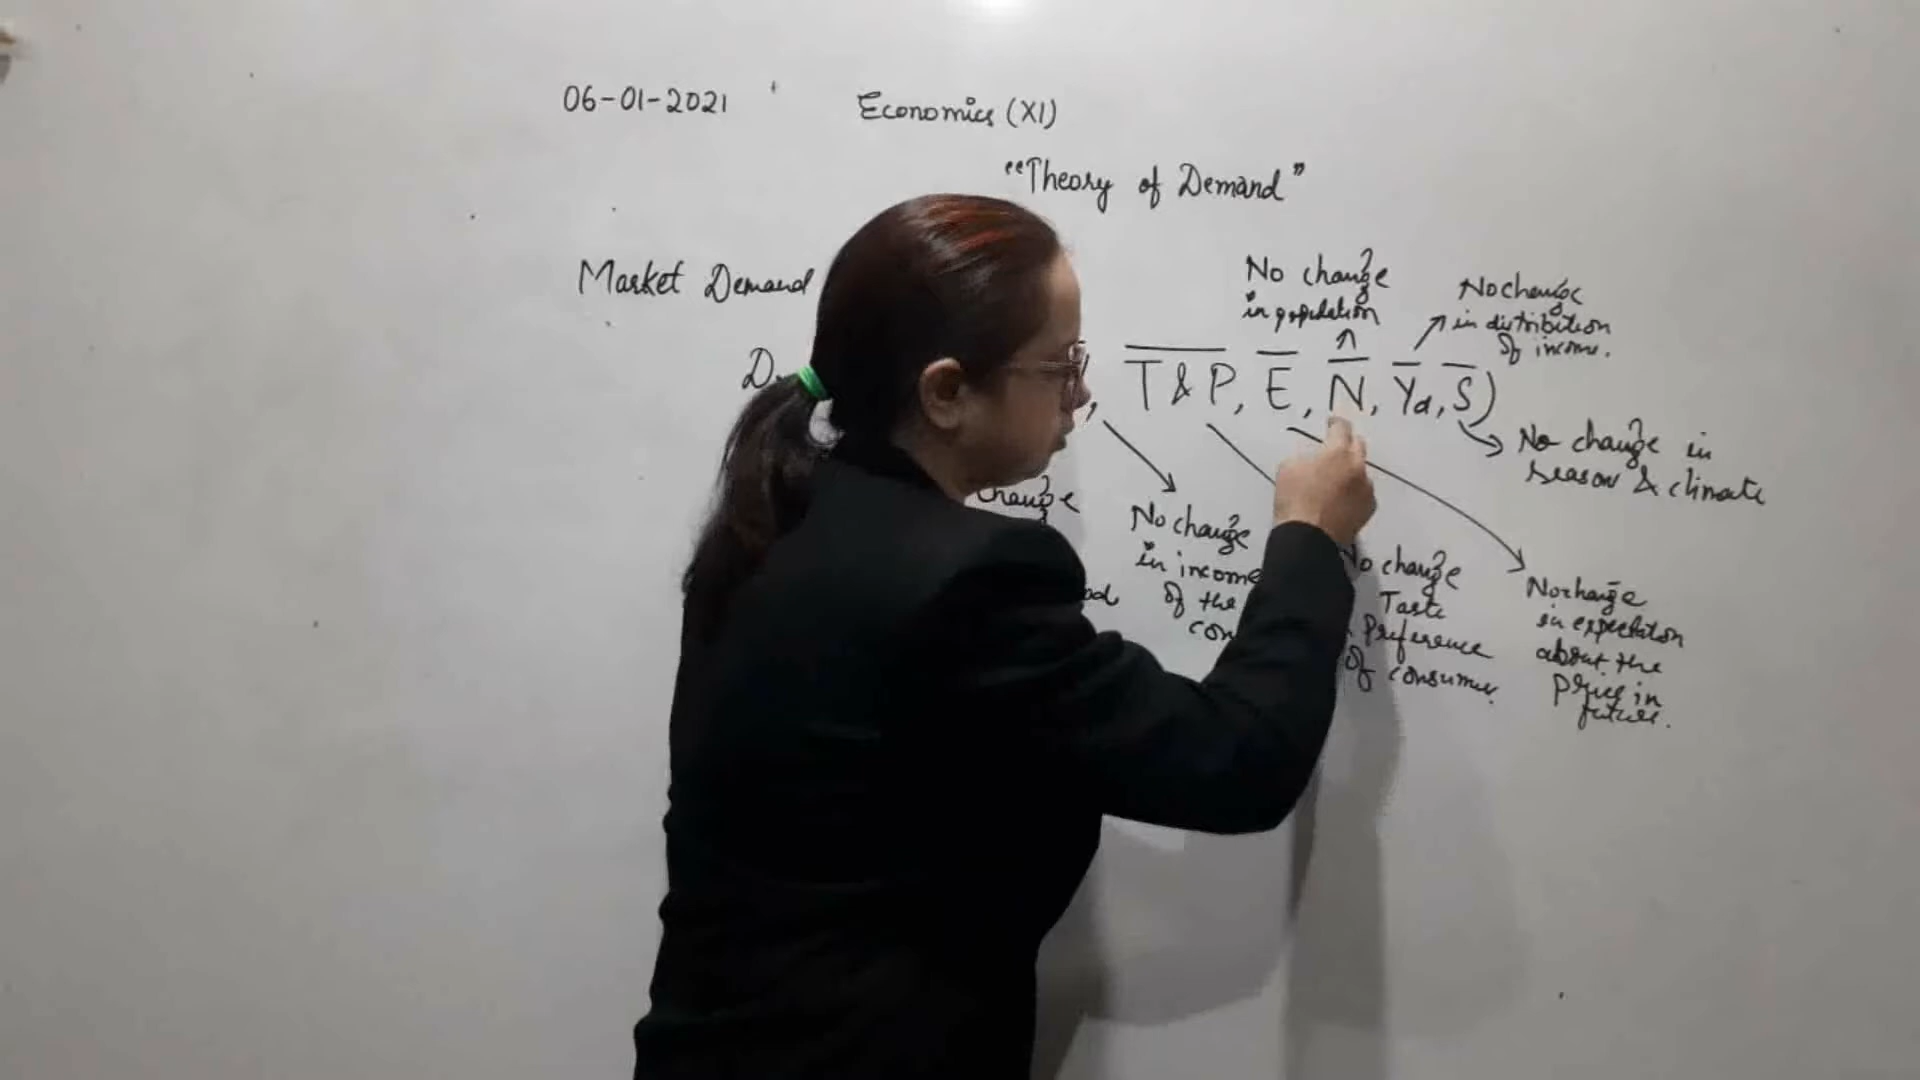 06-01-2021 Economics (XI)
"Theory of Demand"
Market Demand
No change
in population
No change
in distribution
of income.
D
, T & P, E, N, Yd, S)
No change in
season & climate
change
No change
in income
of the
con
No change
Taste
Preference
of consumer.
No change
in expectation
about the
price in
future.